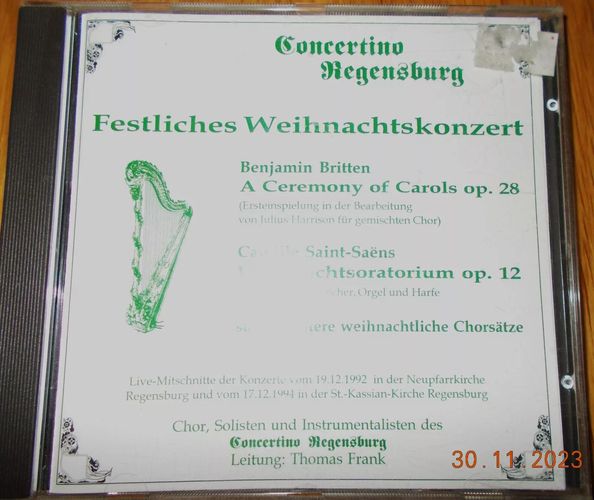 Concertino
Regensburg
Festliches Weihnachtskonzert
Benjamin Britten
A Ceremony of Carols op. 28
(Ersteinspielung in der Bearbeitung
von Julius Harrison für gemischten Chor)
Saint-Saëns
op. 12
Orgel und Harfe
weihnachtliche Chorsätze
Live-Mitschnitte der Konzerte vom 19.12.1992 in der Neupfarrkirche
Regensburg und vom 17.12.1994 in der St.-Kassian-Kirche Regensburg
Chor, Solisten und Instrumentalisten des
Concertino Regensburg
Leitung: Thomas Frank
30.11.2023